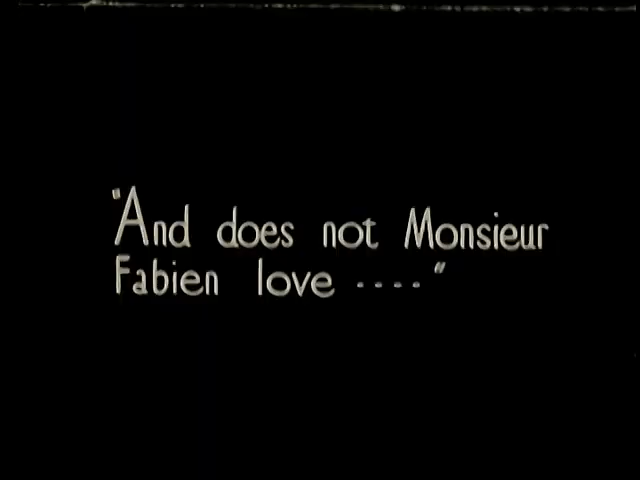 "And does not Monsieur
Fabien love ----"